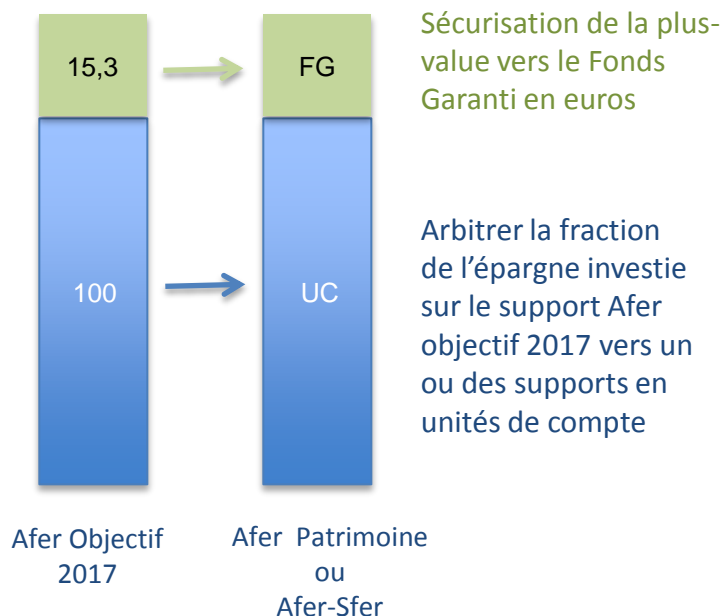 15,3
FG
Sécurisation de la plus-
value vers le Fonds
Garanti en euros
100
UC
Arbitrer la fraction
de l’épargne investie
sur le support Afer
objectif 2017 vers un
ou des supports en
unités de compte
Afer Objectif
2017
Afer Patrimoine
ou
Afer-Sfer